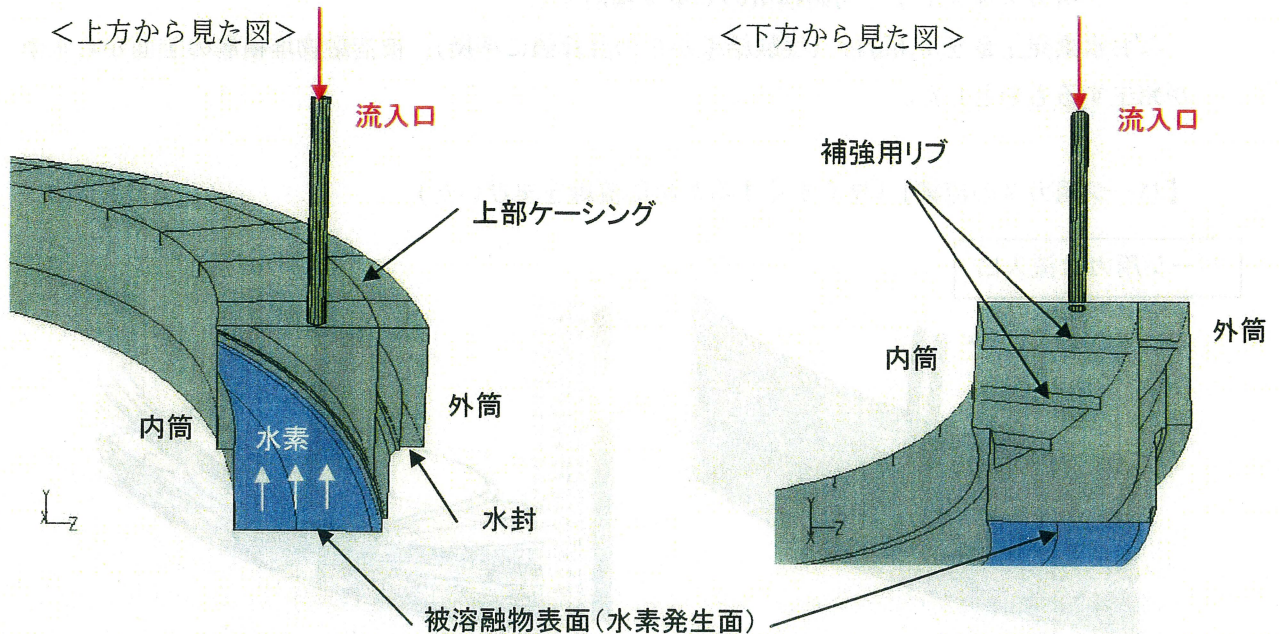 <上方から見た図>
流入口
上部ケーシング
内筒
水素
外筒
水封
Y
X Z
<下方から見た図>
流入口
補強用リブ
内筒
外筒
Y
X Z
被溶融物表面(水素発生面)